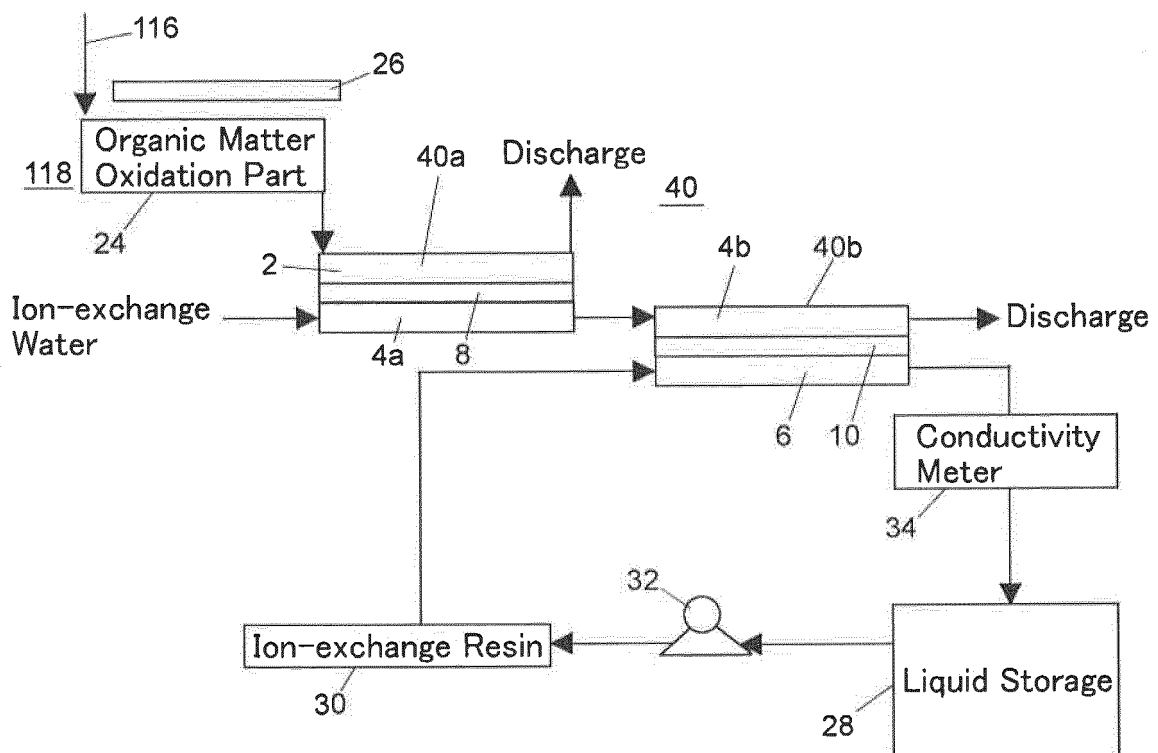 116
26
Organic Matter
Oxidation Part
118
24
40a
Discharge
40
2
4b
40b
Ion-exchange
Water
4a
8
Discharge
6
10
Conductivity
Meter
34
32
Ion-exchange Resin
30
Liquid Storage
28